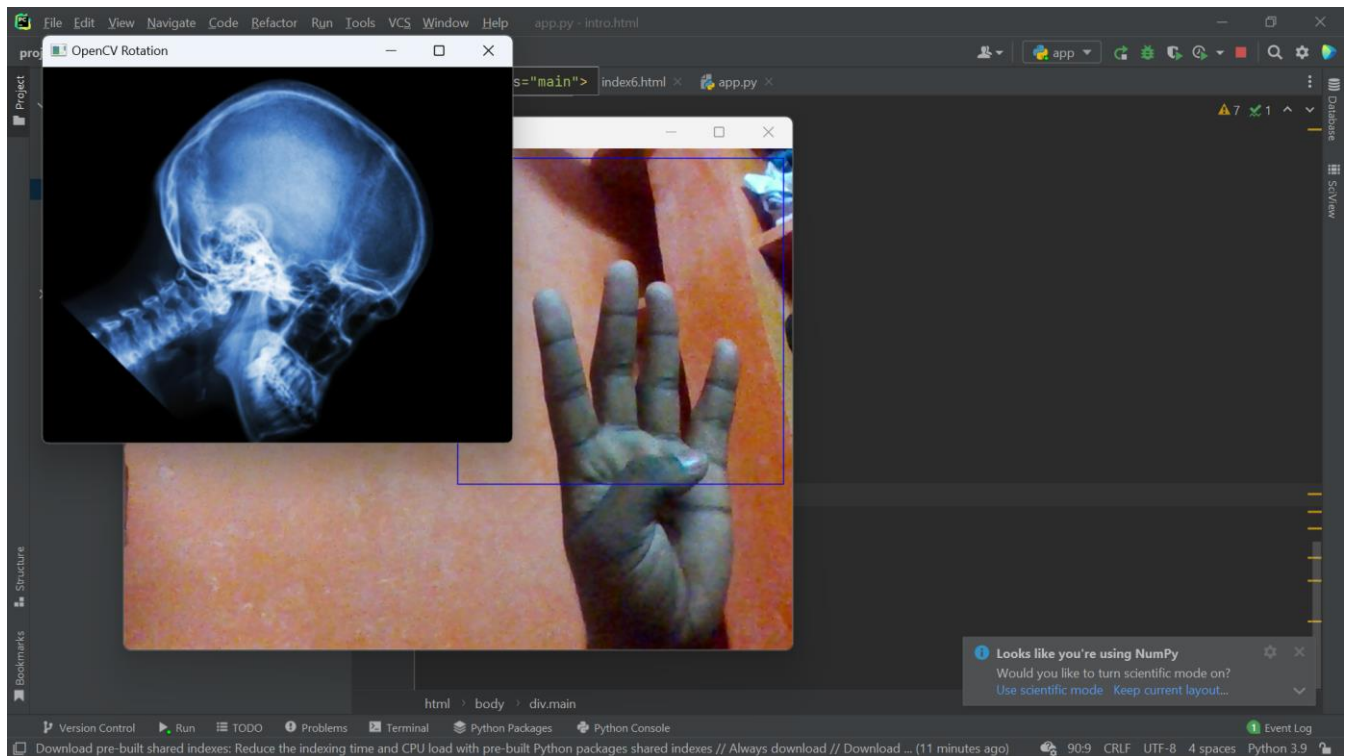 File Edit View Navigate Code Refactor Run Tools VCS Window Help app.py - intro.html
OpenCV Rotation
proj
app
s="main"> index6.html app.py
7 1
Project
Database
SciView
Structure
Bookmarks
Looks like you're using NumPy
Would you like to turn scientific mode on?
Use scientific mode Keep current layout...
html › body › div.main
Version Control Run TODO Problems Terminal Python Packages Python Console Event Log
Download pre-built shared indexes: Reduce the indexing time and CPU load with pre-built Python packages shared indexes // Always download // Download ... (11 minutes ago) 90:9 CRLF UTF-8 4 spaces Python 3.9